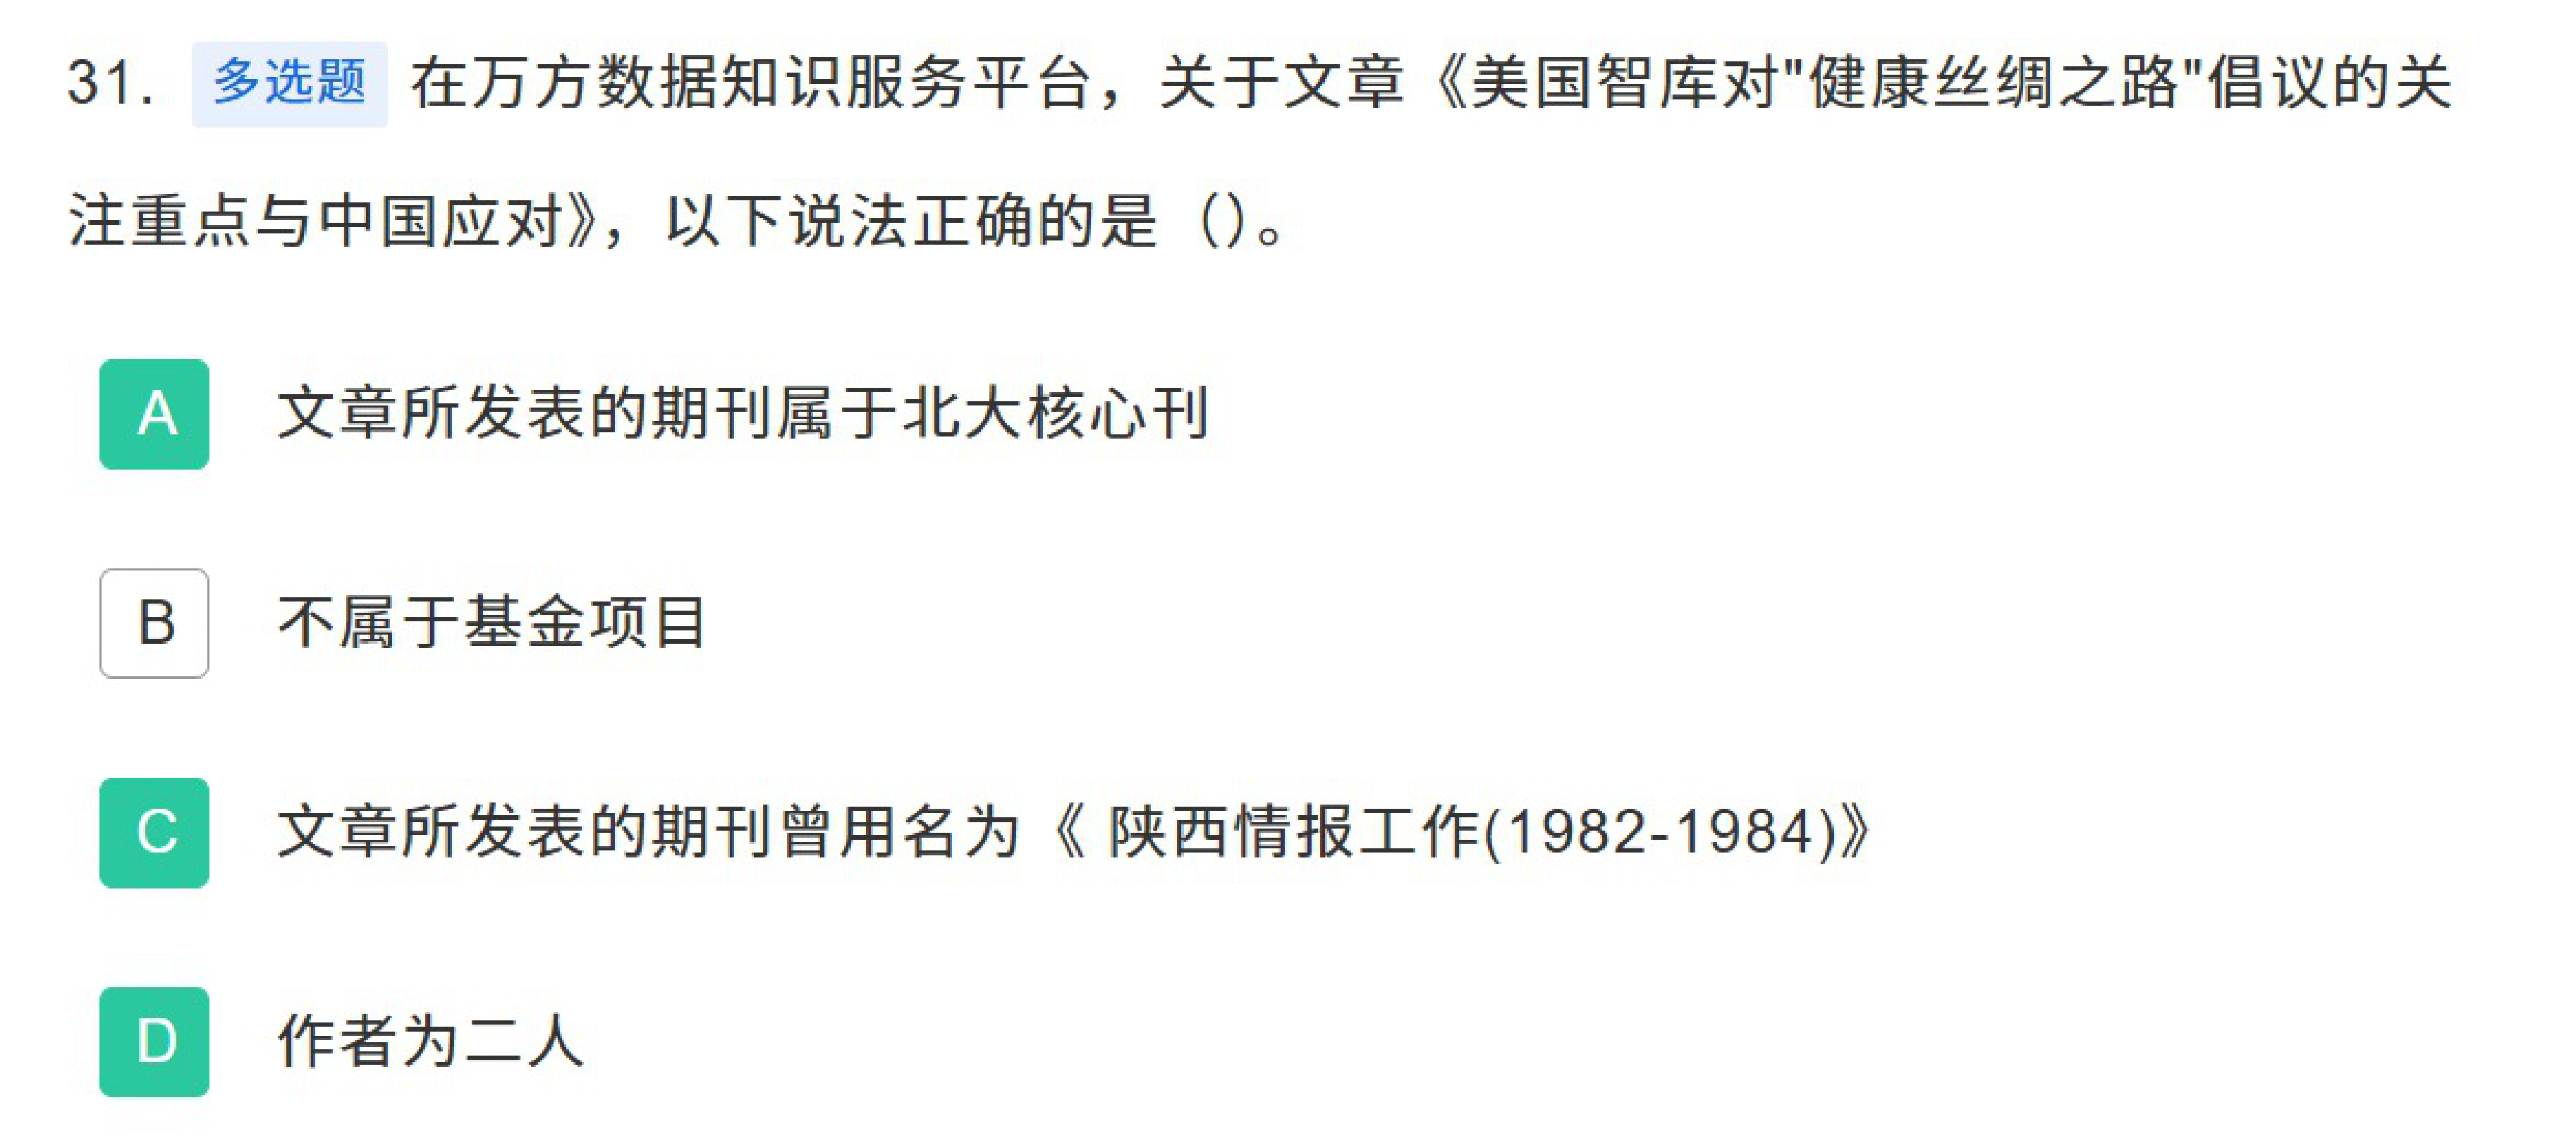 31. 多选题 在万方数据知识服务平台，关于文章《美国智库对"健康丝绸之路"倡议的关
注重点与中国应对》，以下说法正确的是（）。
A 文章所发表的期刊属于北大核心刊
B 不属于基金项目
C 文章所发表的期刊曾用名为《 陕西情报工作(1982-1984)》
D 作者为二人